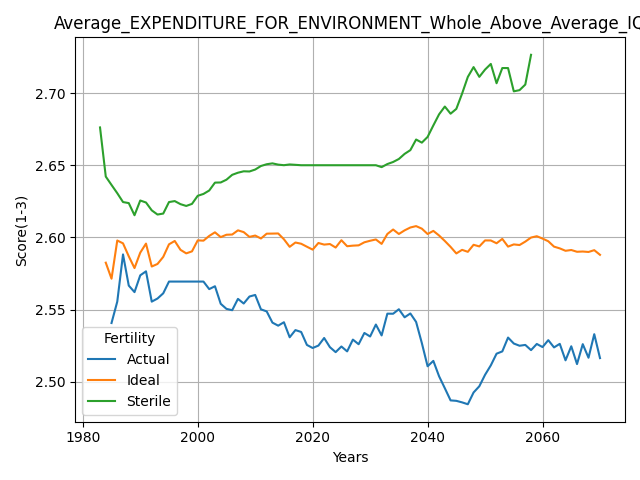 Average_EXPENDITURE_FOR_ENVIRONMENT_Whole_Above_Average_IQ
Score(1-3)
2.70
2.65
2.60
2.55
2.50
Fertility
Actual
Ideal
Sterile
1980 2000 2020 2040 2060
Years